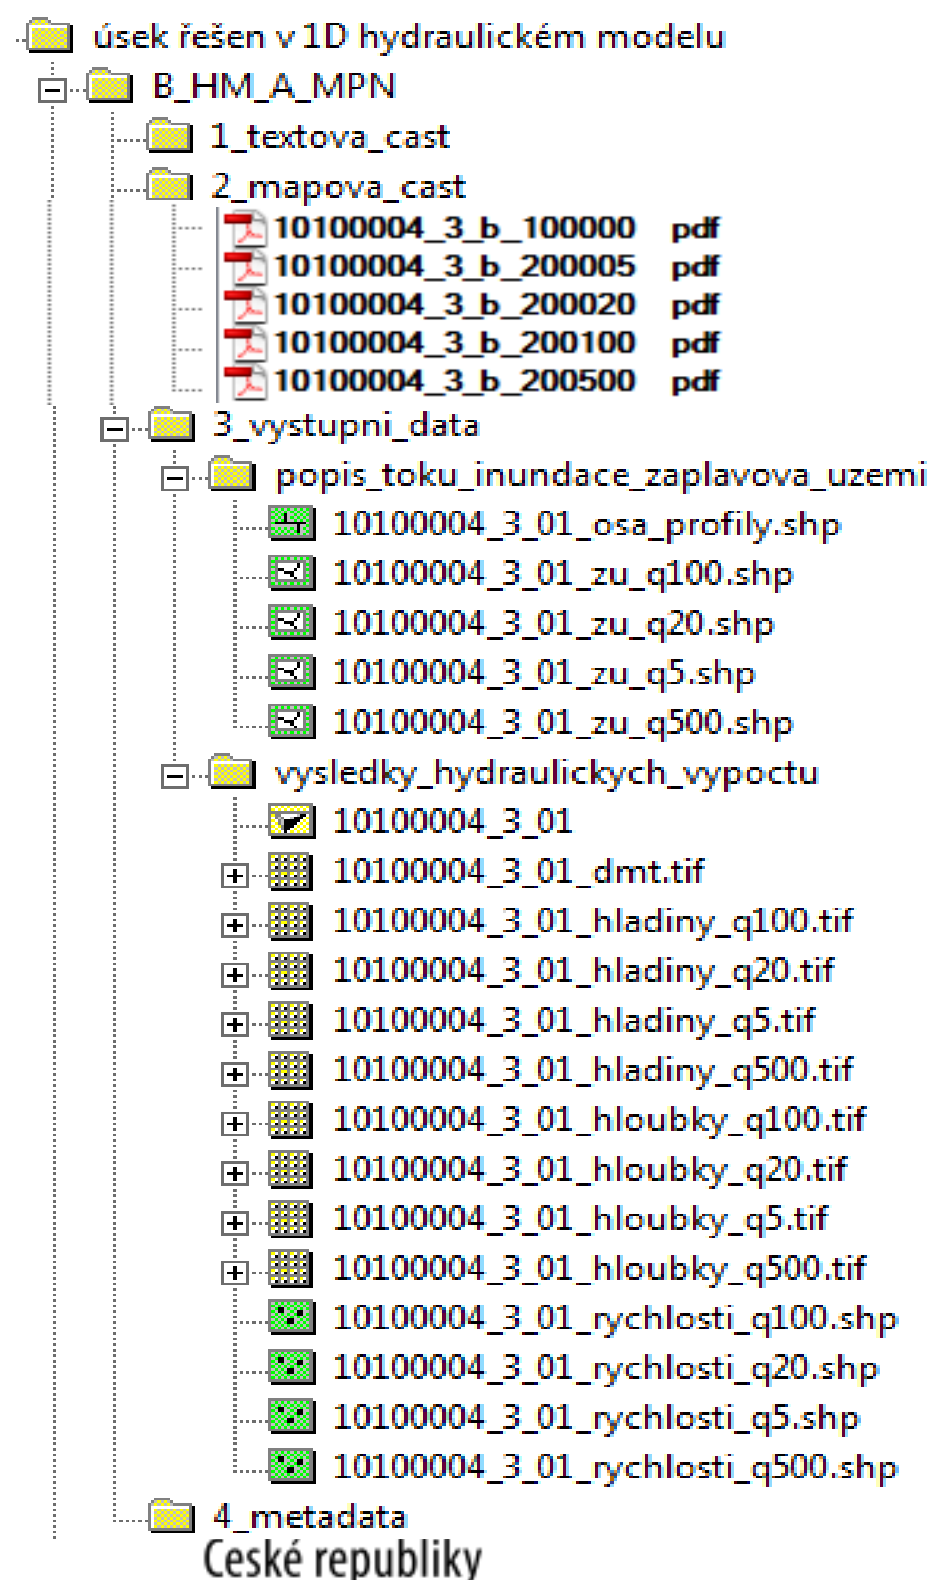 úsek řešen v 1D hydraulickém modelu
B_HM_A_MPN
1_textova_cast
2_mapova_cast
10100004_3_b_100000 pdf
10100004_3_b_200005 pdf
10100004_3_b_200020 pdf
10100004_3_b_200100 pdf
10100004_3_b_200500 pdf
3_vystupni_data
popis_toku_inundace_zaplavova_uzemi
10100004_3_01_osa_profily.shp
10100004_3_01_zu_q100.shp
10100004_3_01_zu_q20.shp
10100004_3_01_zu_q5.shp
10100004_3_01_zu_q500.shp
vysledky_hydraulickych_vypoctu
10100004_3_01
10100004_3_01_dmt.tif
10100004_3_01_hladiny_q100.tif
10100004_3_01_hladiny_q20.tif
10100004_3_01_hladiny_q5.tif
10100004_3_01_hladiny_q500.tif
10100004_3_01_hloubky_q100.tif
10100004_3_01_hloubky_q20.tif
10100004_3_01_hloubky_q5.tif
10100004_3_01_hloubky_q500.tif
10100004_3_01_rychlosti_q100.shp
10100004_3_01_rychlosti_q20.shp
10100004_3_01_rychlosti_q5.shp
10100004_3_01_rychlosti_q500.shp
4_metadata
České republiky